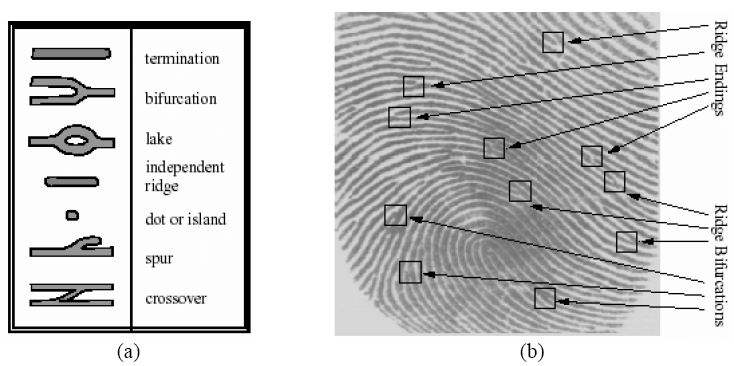 termination
bifurcation
lake
independent
ridge
dot or island
spur
crossover
(a)
Ridge Endings
Ridge Bifurcations
(b)